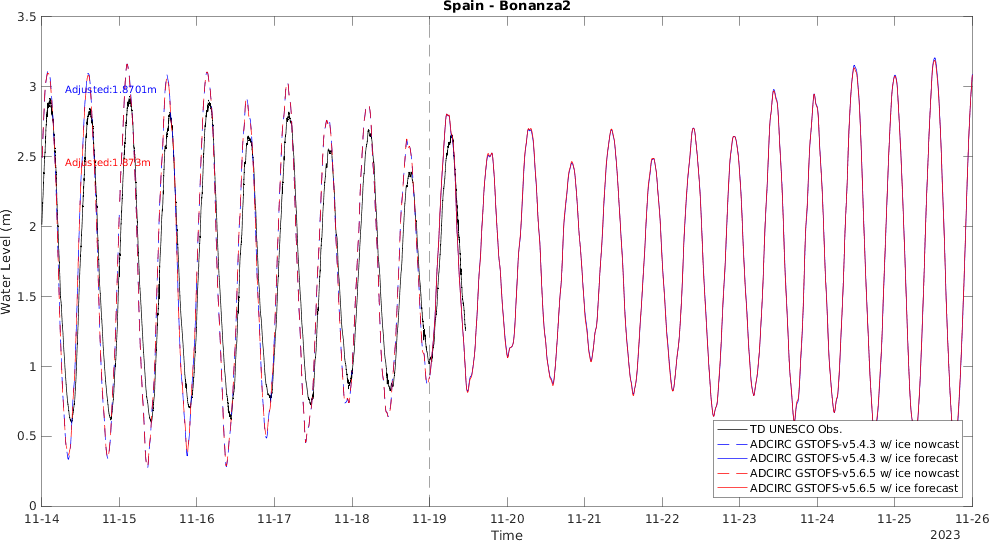 Spain - Bonanza2
3.5
3
2.5
2
1.5
1
0.5
0
Water Level (m)
Adjusted:1.8701m
Adjusted:1.873m
TD UNESCO Obs.
ADCIRC GSTOFS-v5.4.3 w/ ice nowcast
ADCIRC GSTOFS-v5.4.3 w/ ice forecast
ADCIRC GSTOFS-v5.6.5 w/ ice nowcast
ADCIRC GSTOFS-v5.6.5 w/ ice forecast
11-14 11-15 11-16 11-17 11-18 11-19 11-20 11-21 11-22 11-23 11-24 11-25 11-26
Time
2023